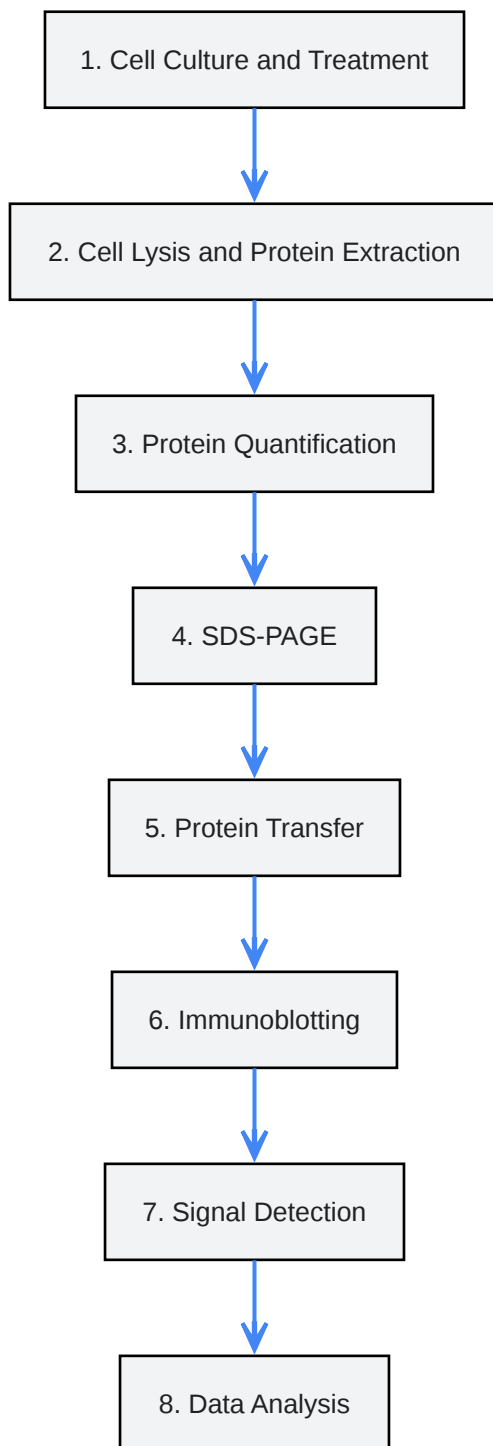 1. Cell Culture and Treatment
2. Cell Lysis and Protein Extraction
3. Protein Quantification
4. SDS-PAGE
5. Protein Transfer
6. Immunoblotting
7. Signal Detection
8. Data Analysis